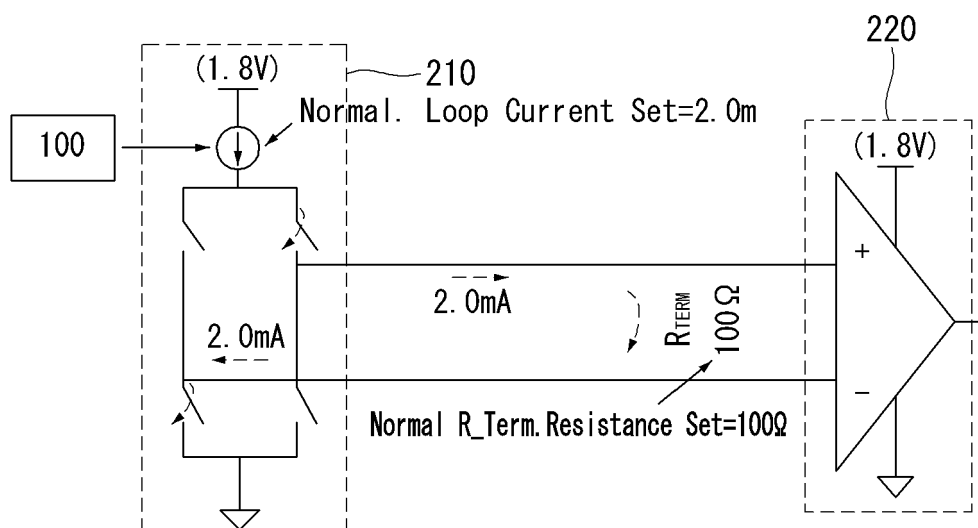 220
(1.8V)
210
Normal. Loop Current Set=2.0m
100
(1.8V)
+
2.0mA
RTERM
100Ω
2.0mA
−
Normal R_Term.Resistance Set=100Ω